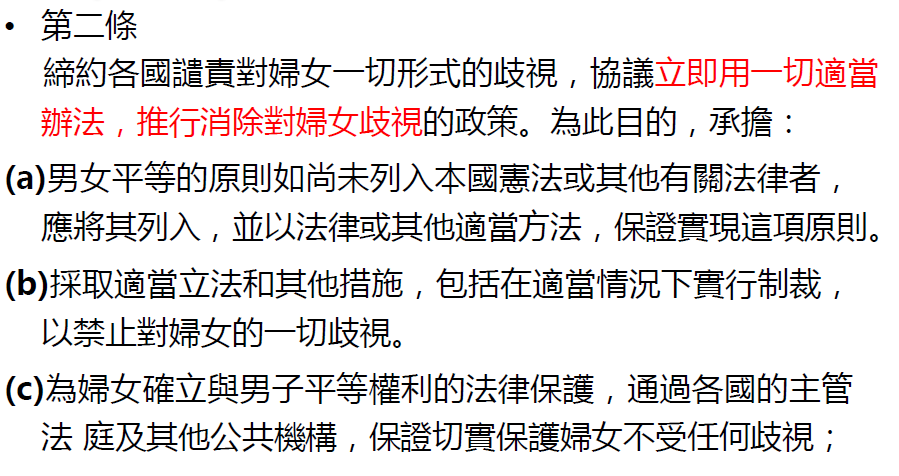 • 第二條
締約各國譴責對婦女一切形式的歧視，協議立即用一切適當
辦法，推行消除對婦女歧視的政策。為此目的，承擔：
(a)男女平等的原則如尚未列入本國憲法或其他有關法律者，
應將其列入，並以法律或其他適當方法，保證實現這項原則。
(b)採取適當立法和其他措施，包括在適當情況下實行制裁，
以禁止對婦女的一切歧視。
(c)為婦女確立與男子平等權利的法律保護，通過各國的主管
法 庭及其他公共機構，保證切實保護婦女不受任何歧視；